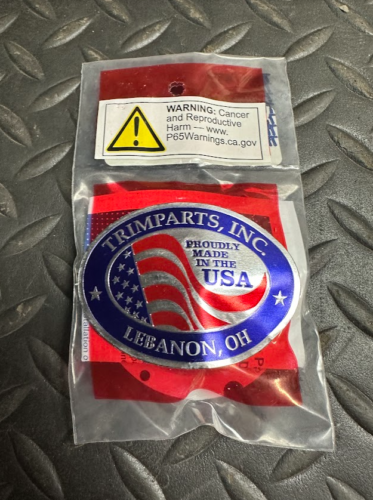 WARNING: Cancer
and Reproductive
Harm — www.
P65Warnings.ca.gov
TRIMPARTS, INC.
PROUDLY
MADE
IN THE
USA
LEBANON, OH